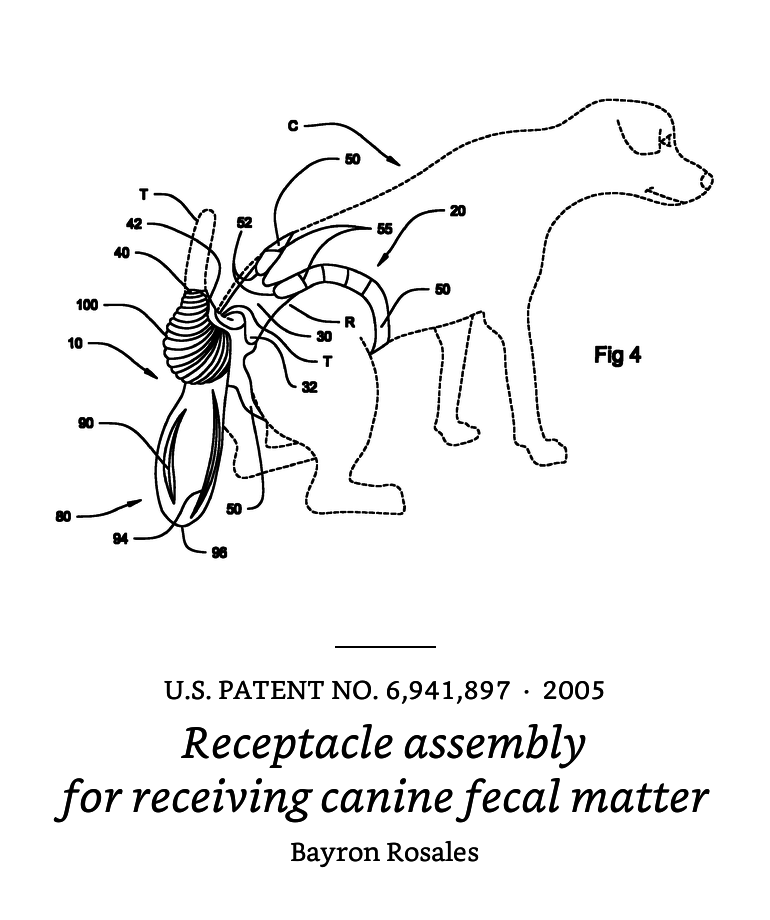 C
50
T
42
52
20
55
40
50
100
R
30
10
T
Fig 4
32
90
50
80
94
96
U.S. PATENT NO. 6,941,897 · 2005
Receptacle assembly
for receiving canine fecal matter
Bayron Rosales